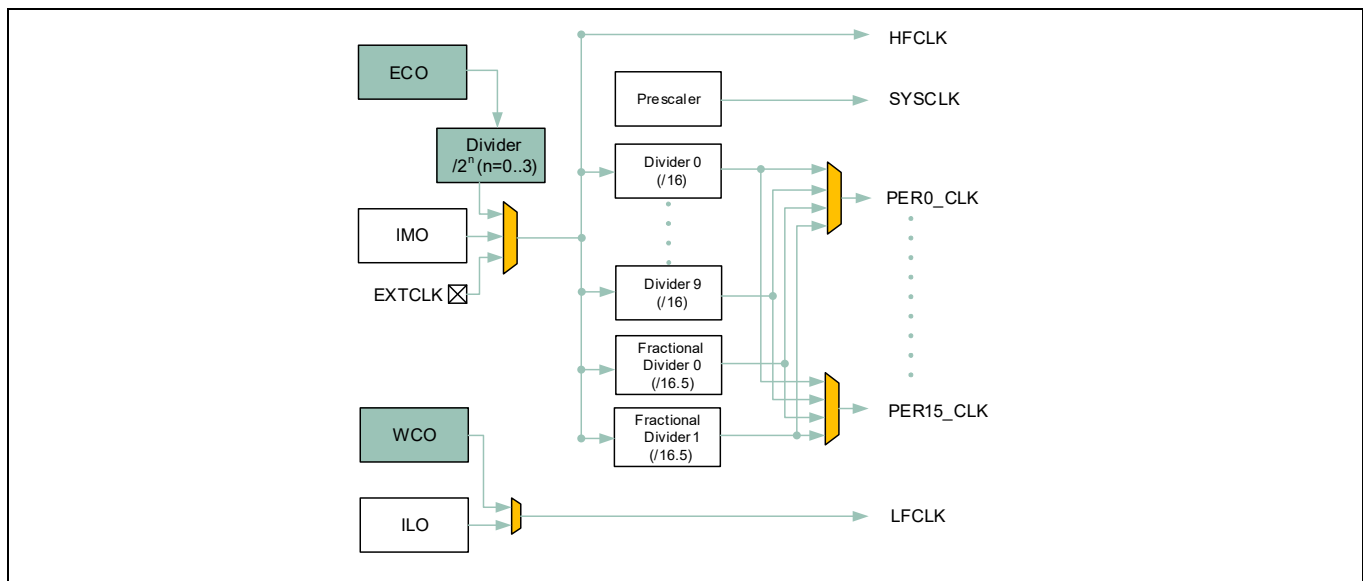 HFCLK
ECO
Prescaler
SYSCLK
Divider
/2ⁿ (n=0..3)
Divider 0
(/16)
PER0_CLK
IMO
EXTCLK
Divider 9
(/16)
Fractional
Divider 0
(/16.5)
Fractional
Divider 1
(/16.5)
PER15_CLK
WCO
ILO
LFCLK